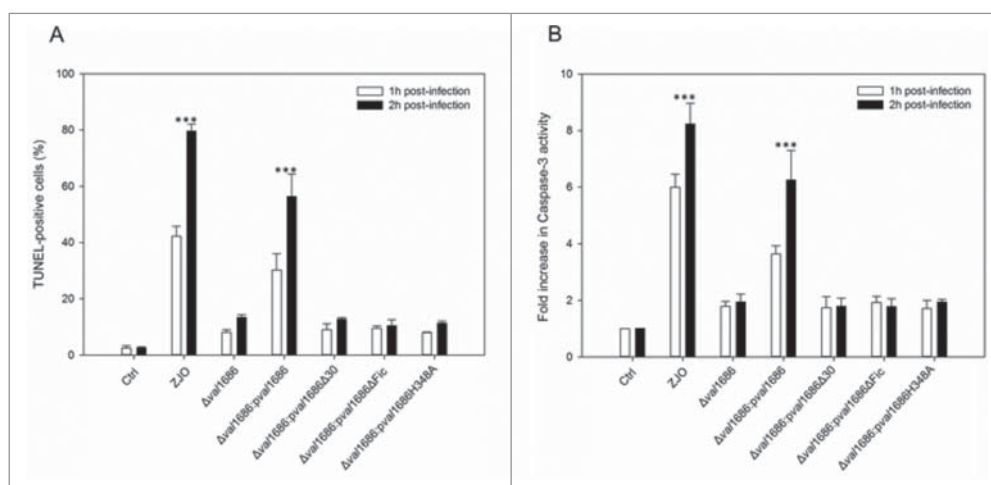 A
100
80
60
40
20
0
TUNEL-positive cells (%)
1h post-infection
2h post-infection
***
***
Ctrl
ZJO
Δval1686
Δval1686:pval1686
Δval1686:pval1686Δ30
Δval1686:pval1686ΔFic
Δval1686:pval1686H348A
B
10
8
6
4
2
0
Fold increase in Caspase-3 activity
1h post-infection
2h post-infection
***
***
Ctrl
ZJO
Δval1686
Δval1686:pval1686
Δval1686:pval1686Δ30
Δval1686:pval1686ΔFic
Δval1686:pval1686H348A